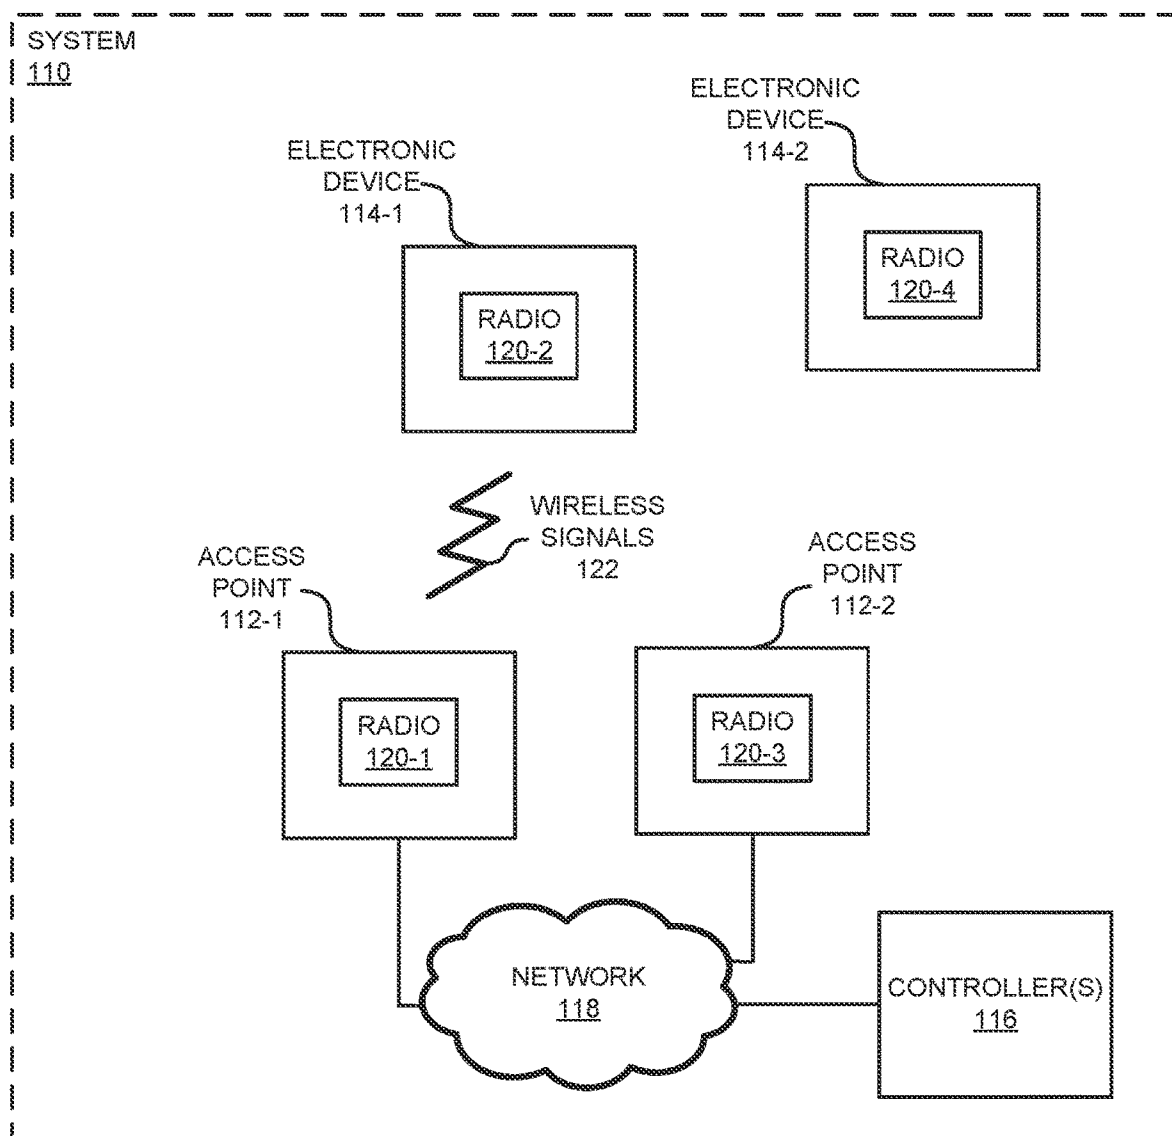 SYSTEM
110
ELECTRONIC
DEVICE
114-2
ELECTRONIC
DEVICE
114-1
RADIO
120-4
RADIO
120-2
WIRELESS
SIGNALS
122
ACCESS
POINT
112-1
ACCESS
POINT
112-2
RADIO
120-1
RADIO
120-3
NETWORK
118
CONTROLLER(S)
116